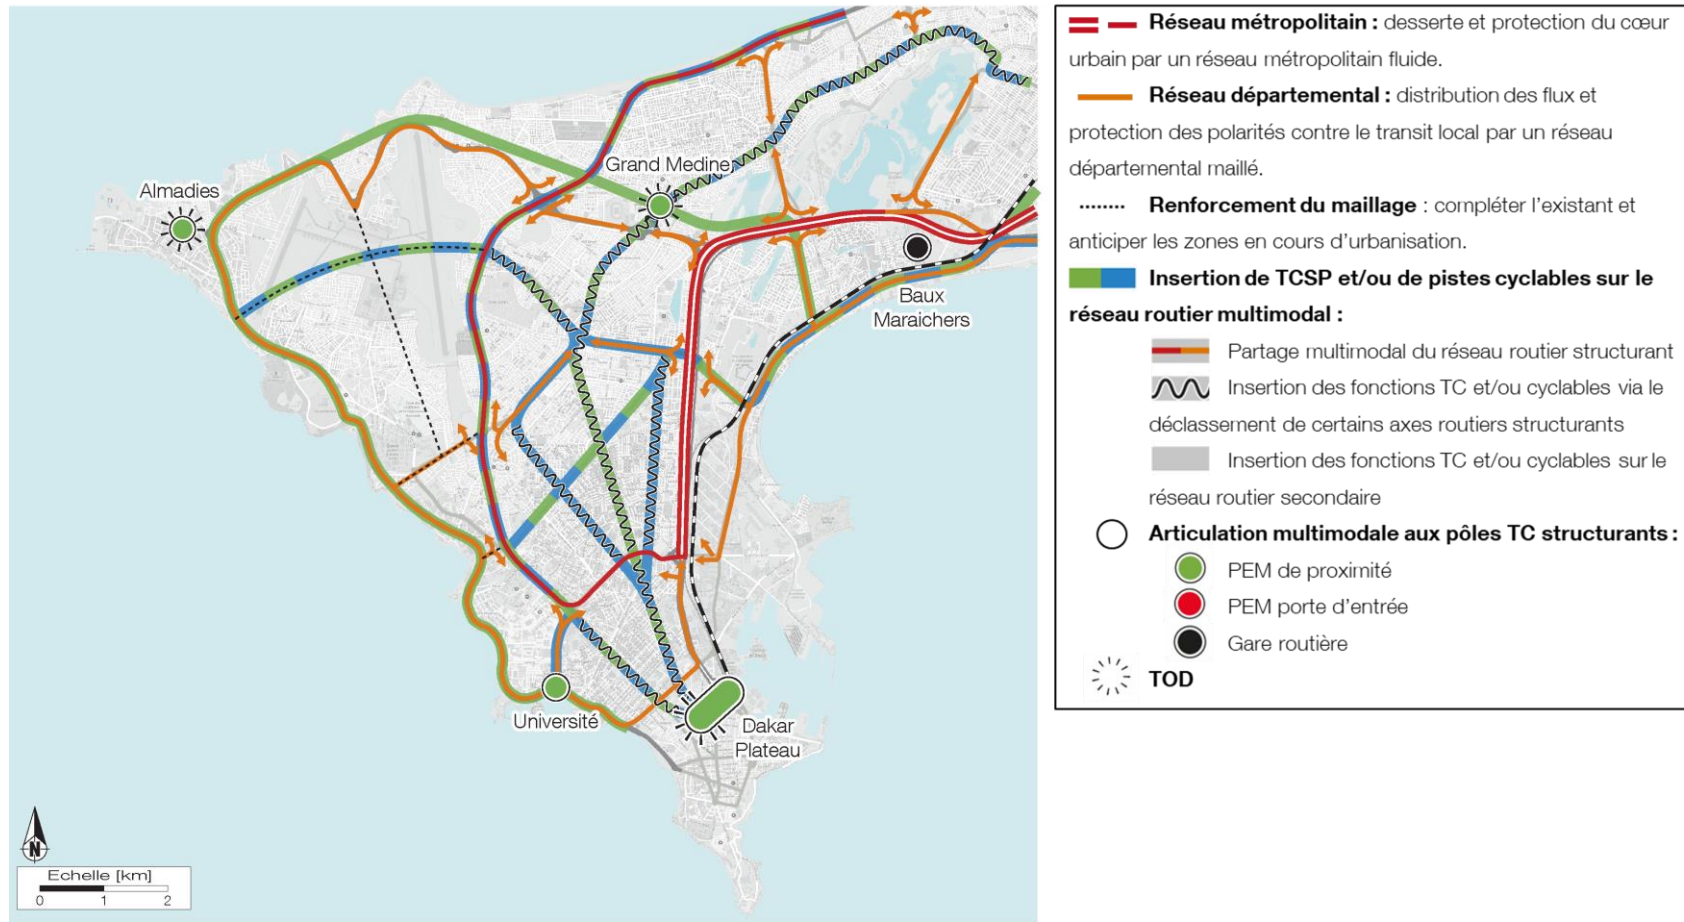 Almadies
Grand Medine
Baux
Maraichers
Université
Dakar
Plateau
N
Echelle [km]
0 1 2
Réseau métropolitain : desserte et protection du cœur
urbain par un réseau métropolitain fluide.
Réseau départemental : distribution des flux et
protection des polarités contre le transit local par un réseau
départemental maillé.
Renforcement du maillage : compléter l'existant et
anticiper les zones en cours d'urbanisation.
Insertion de TCSP et/ou de pistes cyclables sur le
réseau routier multimodal :
Partage multimodal du réseau routier structurant
Insertion des fonctions TC et/ou cyclables via le
déclassement de certains axes routiers structurants
Insertion des fonctions TC et/ou cyclables sur le
réseau routier secondaire
Articulation multimodale aux pôles TC structurants :
PEM de proximité
PEM porte d'entrée
Gare routière
TOD